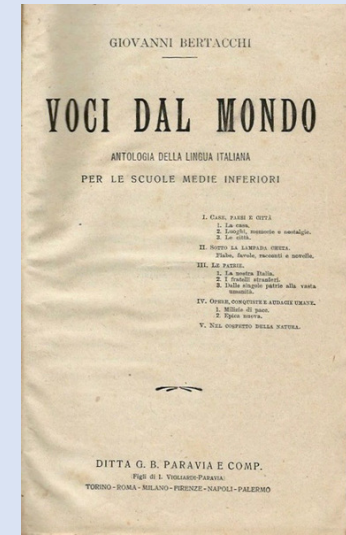 GIOVANNI BERTACCHI
VOCI DAL MONDO
ANTOLOGIA DELLA LINGUA ITALIANA
PER LE SCUOLE MEDIE INFERIORI
I. CASE, PAESI E CITTÀ
1. La casa.
2. Luoghi, memorie e nostalgie.
3. Le città.
II. SOTTO LA LAMPADA CHETA.
Fiabe, favole, racconti e novelle.
III. LE PATRIE.
1. La nostra Italia.
2. I fratelli stranieri.
3. Dalle singole patrie alla vasta
umanità.
IV. OPERE, CONQUISTE E AUDACIE UMANE.
1. Milizie di pace.
2. Epica nuova.
V. NEL COSPETTO DELLA NATURA.
DITTA G. B. PARAVIA E COMP.
(Figli di I. VIGLIARDI-PARAVIA)
TORINO-ROMA-MILANO-FIRENZE-NAPOLI-PALERMO